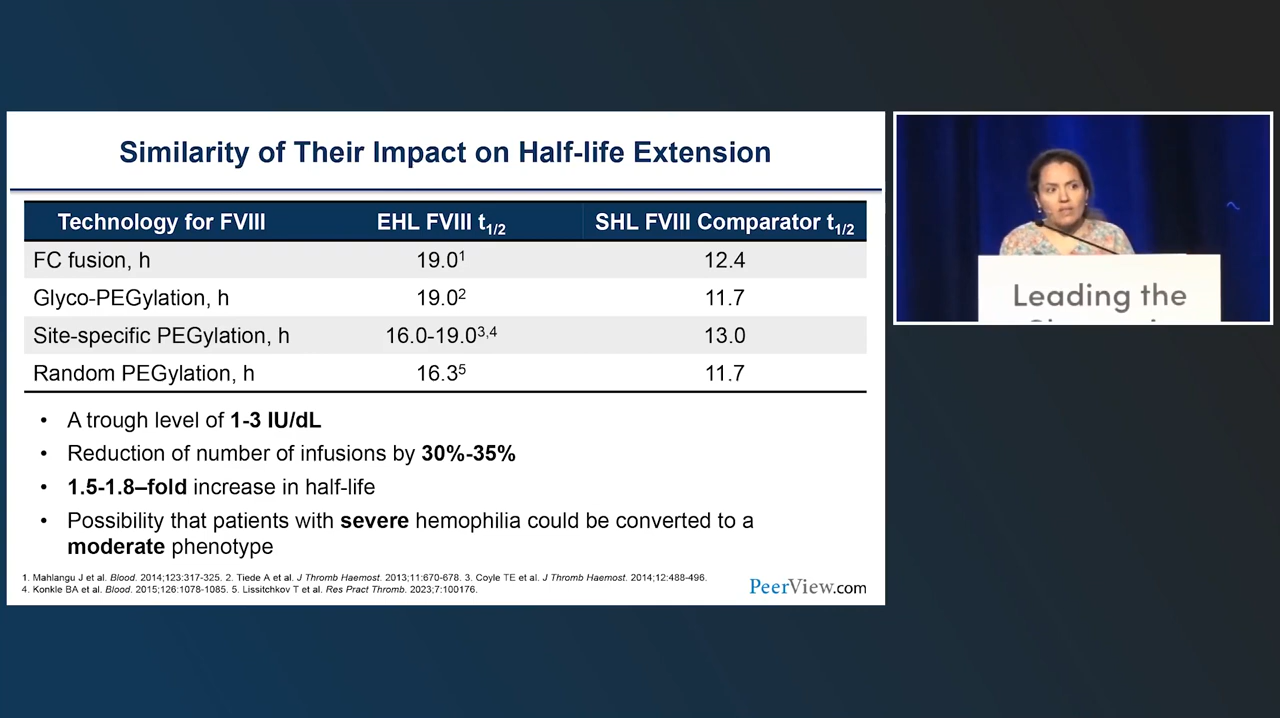 Similarity of Their Impact on Half-life Extension
Technology for FVIII EHL FVIII t1/2 SHL FVIII Comparator t1/2
FC fusion, h 19.0¹ 12.4
Glyco-PEGylation, h 19.0² 11.7
Site-specific PEGylation, h 16.0-19.0³,⁴ 13.0
Random PEGylation, h 16.3⁵ 11.7
• A trough level of 1-3 IU/dL
• Reduction of number of infusions by 30%-35%
• 1.5-1.8–fold increase in half-life
• Possibility that patients with severe hemophilia could be converted to a
moderate phenotype
1. Mahlangu J et al. Blood. 2014;123:317-325. 2. Tiede A et al. J Thromb Haemost. 2013;11:670-678. 3. Coyle TE et al. J Thromb Haemost. 2014;12:488-496.
4. Konkle BA et al. Blood. 2015;126:1078-1085. 5. Lissitchkov T et al. Res Pract Thromb. 2023;7:100176.
PeerView.com
Leading the